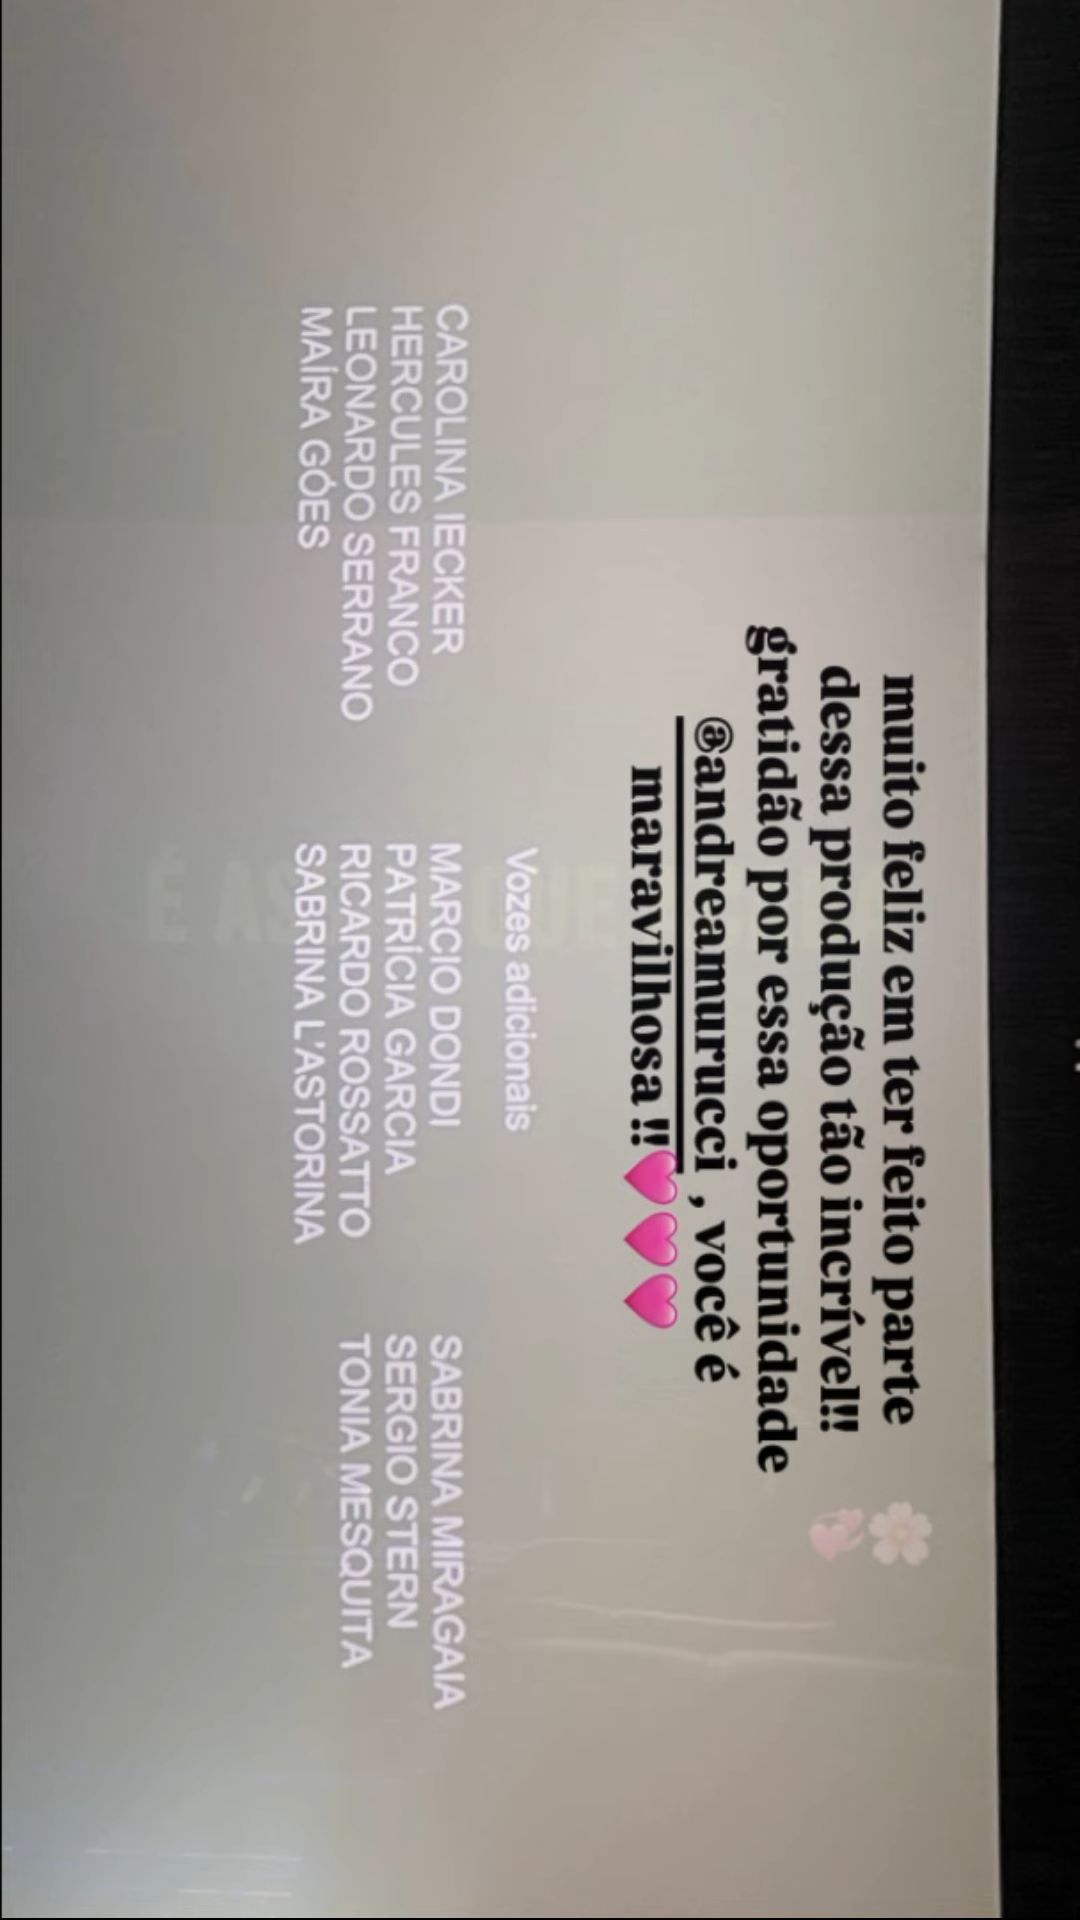 muito feliz em ter feito parte
dessa produção tão incrível!!
gratidão por essa oportunidade
@andreamurucci , você é
maravilhosa !!
Vozes adicionais
CAROLINA IECKER
HERCULES FRANCO
LEONARDO SERRANO
MAÍRA GÓES
MARCIO DONDI
PATRÍCIA GARCIA
RICARDO ROSSATTO
SABRINA L'ASTORINA
SABRINA MIRAGAIA
SERGIO STERN
TONIA MESQUITA